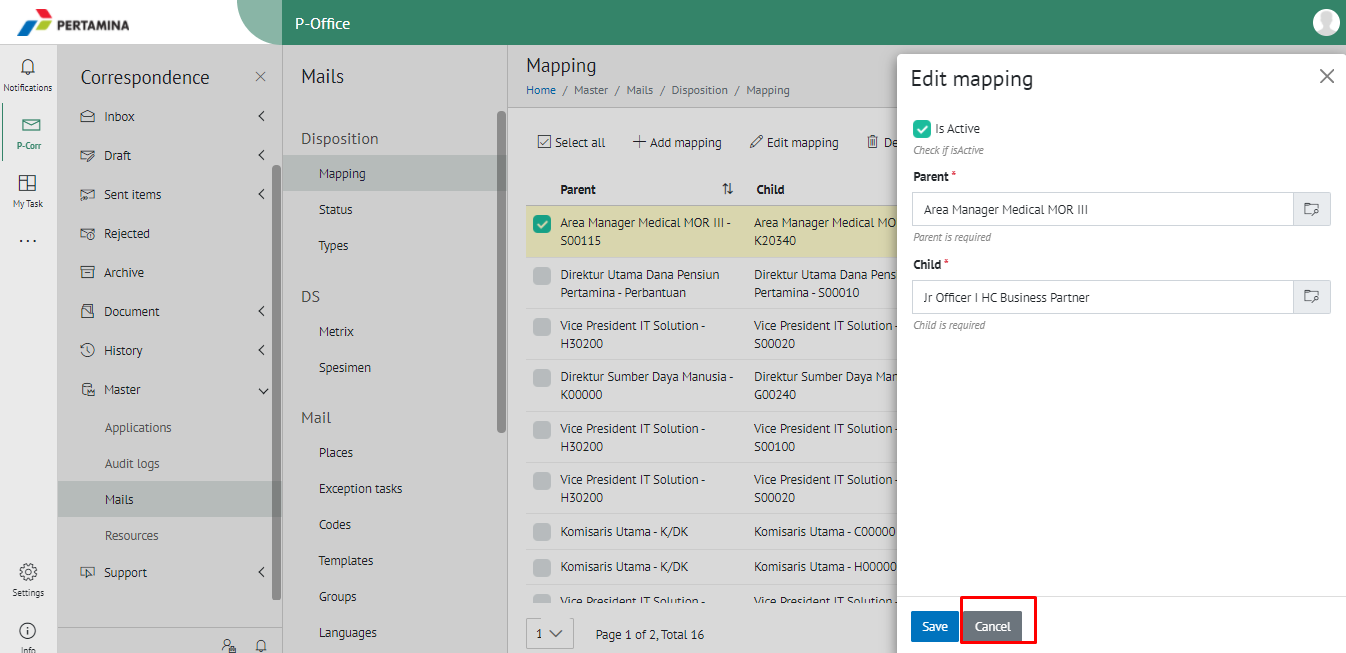 PERTAMINA
P-Office
Notifications
P-Corr
My Task
Settings
Info
Correspondence
Inbox
Draft
Sent items
Rejected
Archive
Document
History
Master
Applications
Audit logs
Mails
Resources
Support
Mails
Disposition
Mapping
Status
Types
DS
Metrix
Spesimen
Mail
Places
Exception tasks
Codes
Templates
Groups
Languages
Mapping
Home / Master / Mails / Disposition / Mapping
Select all Add mapping Edit mapping De
Parent Child
Area Manager Medical MOR III - Area Manager Medical MO
S00115 K20340
Direktur Utama Dana Pensiun Direktur Utama Dana Pens
Pertamina - Perbantuan Pertamina - S00010
Vice President IT Solution - Vice President IT Solution -
H30200 S00020
Direktur Sumber Daya Manusia - Direktur Sumber Daya Man
K00000 G00240
Vice President IT Solution - Vice President IT Solution -
H30200 S00100
Vice President IT Solution - Vice President IT Solution -
H30200 S00020
Komisaris Utama - K/DK Komisaris Utama - C00000
Komisaris Utama - K/DK Komisaris Utama - H00000
Vice President IT Solution - Vice President IT Solution -
1 Page 1 of 2, Total 16
Edit mapping
Is Active
Check if isActive
Parent *
Area Manager Medical MOR III
Parent is required
Child *
Jr Officer I HC Business Partner
Child is required
Save Cancel